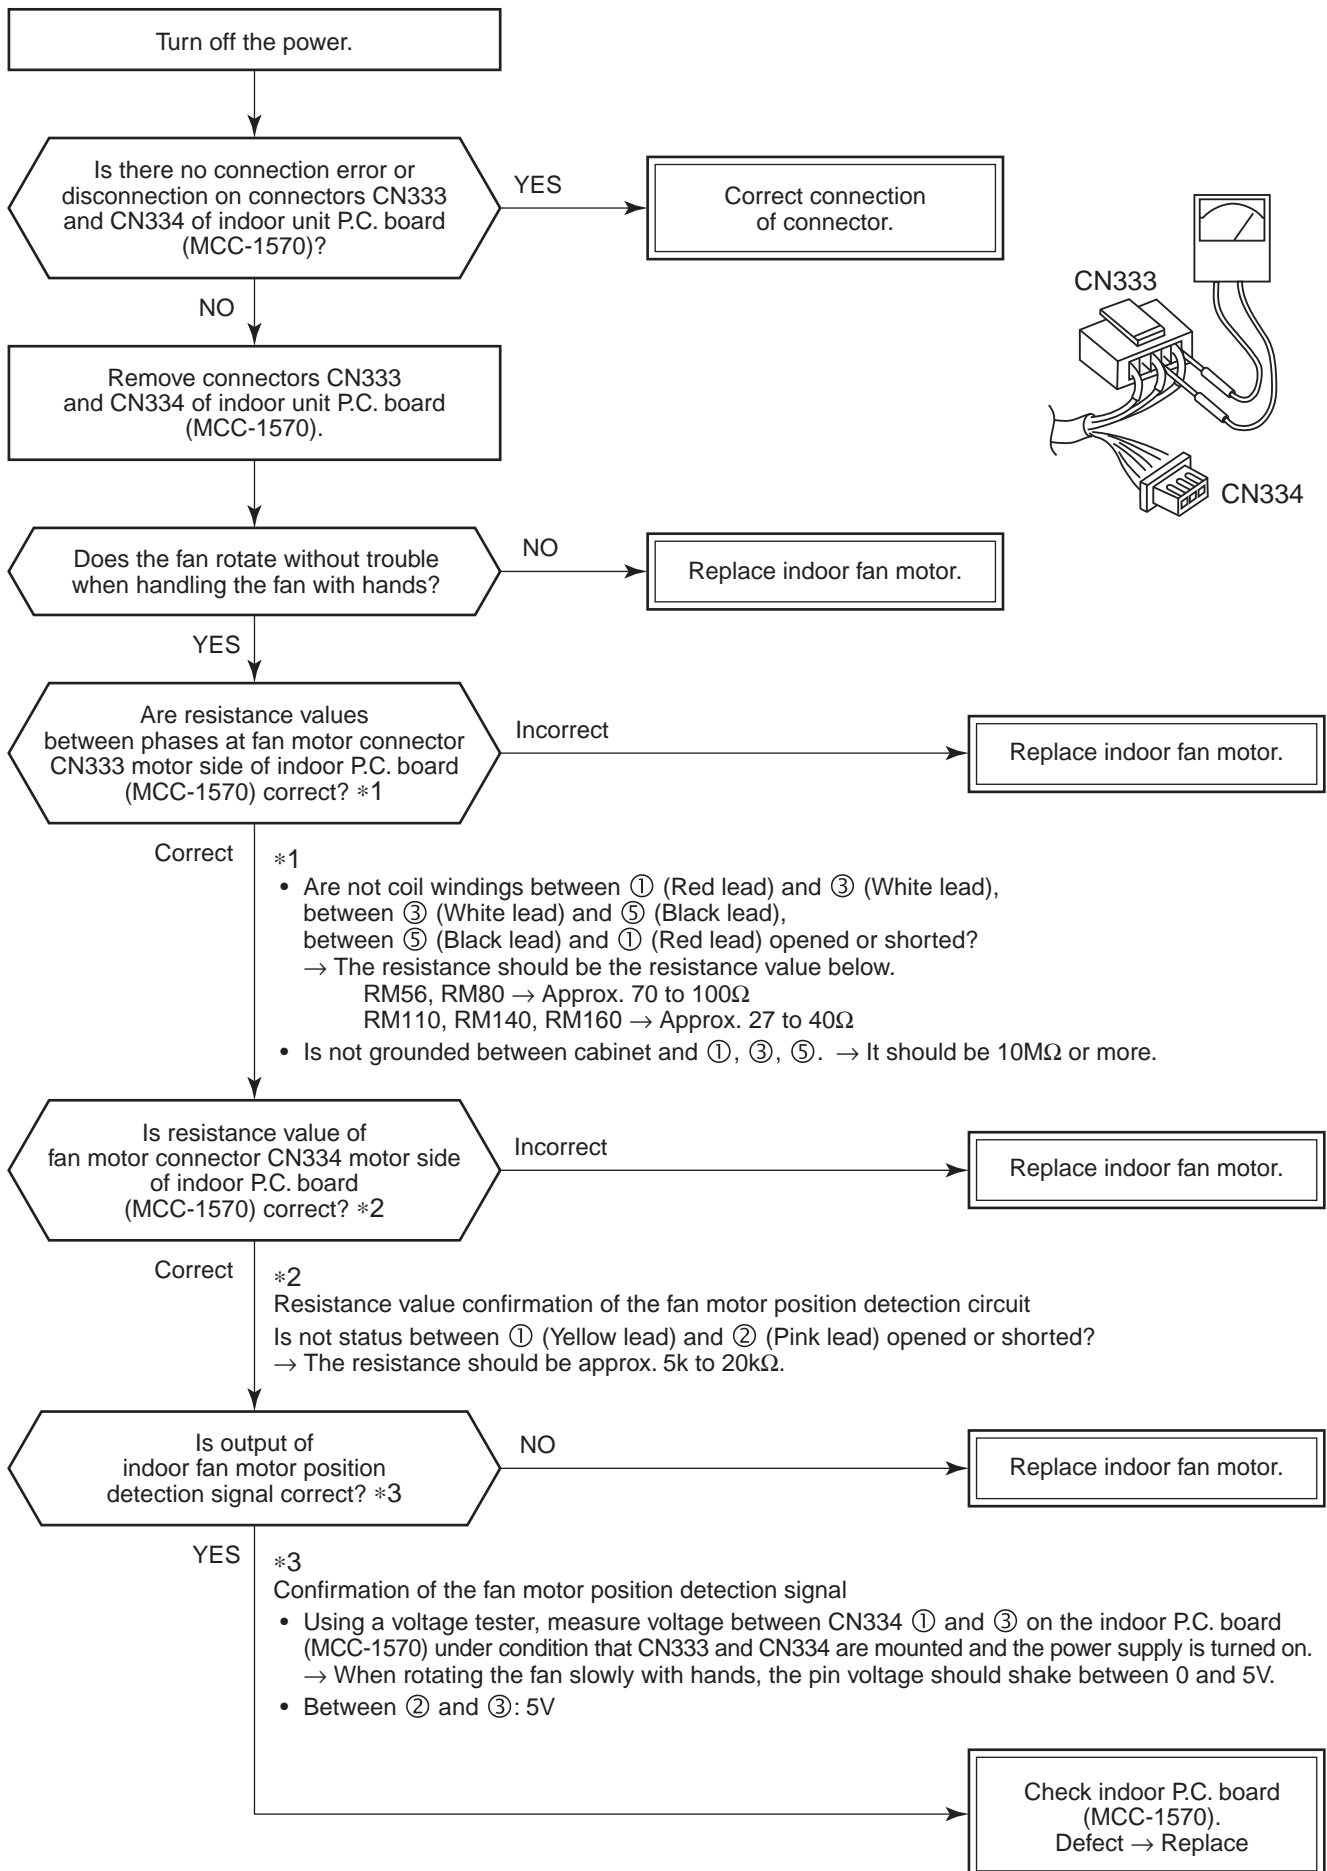 Turn off the power.
Is there no connection error or
disconnection on connectors CN333
and CN334 of indoor unit P.C. board
(MCC-1570)?
YES
Correct connection
of connector.
CN333
CN334
NO
Remove connectors CN333
and CN334 of indoor unit P.C. board
(MCC-1570).
Does the fan rotate without trouble
when handling the fan with hands?
NO
Replace indoor fan motor.
YES
Are resistance values
between phases at fan motor connector
CN333 motor side of indoor P.C. board
(MCC-1570) correct? *1
Incorrect
Replace indoor fan motor.
Correct
*1
• Are not coil windings between ① (Red lead) and ③ (White lead),
between ③ (White lead) and ⑤ (Black lead),
between ⑤ (Black lead) and ① (Red lead) opened or shorted?
→ The resistance should be the resistance value below.
RM56, RM80 → Approx. 70 to 100Ω
RM110, RM140, RM160 → Approx. 27 to 40Ω
• Is not grounded between cabinet and ①, ③, ⑤. → It should be 10MΩ or more.
Is resistance value of
fan motor connector CN334 motor side
of indoor P.C. board
(MCC-1570) correct? *2
Incorrect
Replace indoor fan motor.
Correct
*2
Resistance value confirmation of the fan motor position detection circuit
Is not status between ① (Yellow lead) and ② (Pink lead) opened or shorted?
→ The resistance should be approx. 5k to 20kΩ.
Is output of
indoor fan motor position
detection signal correct? *3
NO
Replace indoor fan motor.
YES
*3
Confirmation of the fan motor position detection signal
• Using a voltage tester, measure voltage between CN334 ① and ③ on the indoor P.C. board
(MCC-1570) under condition that CN333 and CN334 are mounted and the power supply is turned on.
→ When rotating the fan slowly with hands, the pin voltage should shake between 0 and 5V.
• Between ② and ③: 5V
Check indoor P.C. board
(MCC-1570).
Defect → Replace